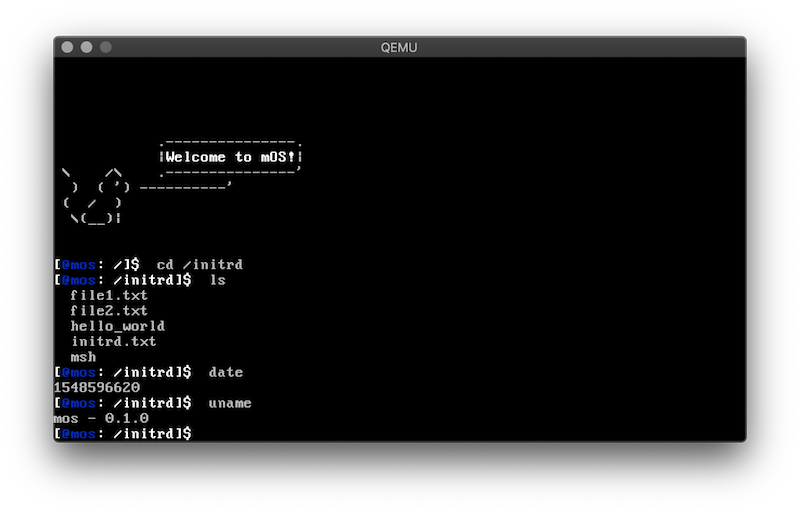 QEMU
.---------------.
|Welcome to mOS!|
\    /\    .---------------'
 )  ( ') ----------'
(  /  )
 \(__)|
[@mos: /]$  cd /initrd
[@mos: /initrd]$  ls
  file1.txt
  file2.txt
  hello_world
  initrd.txt
  msh
[@mos: /initrd]$  date
1548596620
[@mos: /initrd]$  uname
mos - 0.1.0
[@mos: /initrd]$